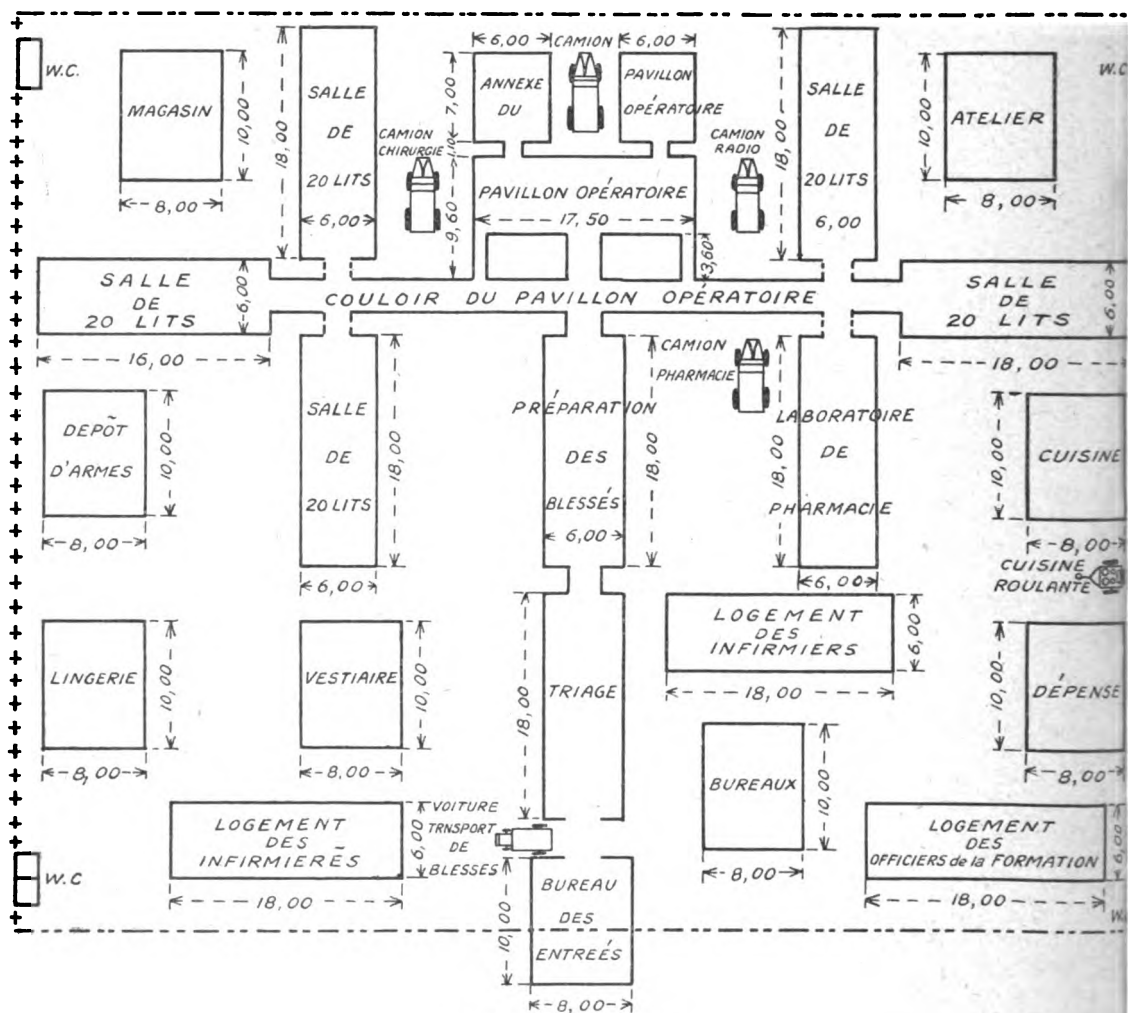 W.C.
MAGASIN
10,00
8,00
18,00
SALLE
DE
20 LITS
6,00
CAMION
CHIRURGIE
6,00
CAMION
6,00
7,00
1,10
9,60
ANNEXE
DU
PAVILLON
OPÉRATOIRE
PAVILLON OPÉRATOIRE
17,50
3,60
CAMION
RADIO
18,00
SALLE
DE
20 LITS
6,00
10,00
ATELIER
8,00
W.C
SALLE
DE
20 LITS
6,00
16,00
COULOIR DU PAVILLON OPÉRATOIRE
SALLE
DE
20 LITS
6,00
18,00
DEPÕT
D'ARMES
10,00
8,00
SALLE
DE
20 LITS
18,00
6,00
PRÉPARATION
DES
BLESSÉS
6,00
18,00
CAMION
PHARMACIE
18,00
LABORATOIRE
DE
PHARMACIE
6,00
10,00
CUISINE
8,00
CUISINE
ROULANTE
LINGERIE
10,00
8,00
VESTIAIRE
10,00
8,00
18,00
TRIAGE
LOGEMENT
DES
INFIRMIERS
6,00
18,00
10,00
DÉPENSE
8,00
BUREAUX
10,00
8,00
LOGEMENT
DES
INFIRMIERÈS
6,00
18,00
VOITURE
TRNSPORT
DE
BLESSES
LOGEMENT
DES
OFFICIERS de la FORMATION
6,00
18,00
W.C
BUREAU
DES
ENTREÉS
10,00
8,00